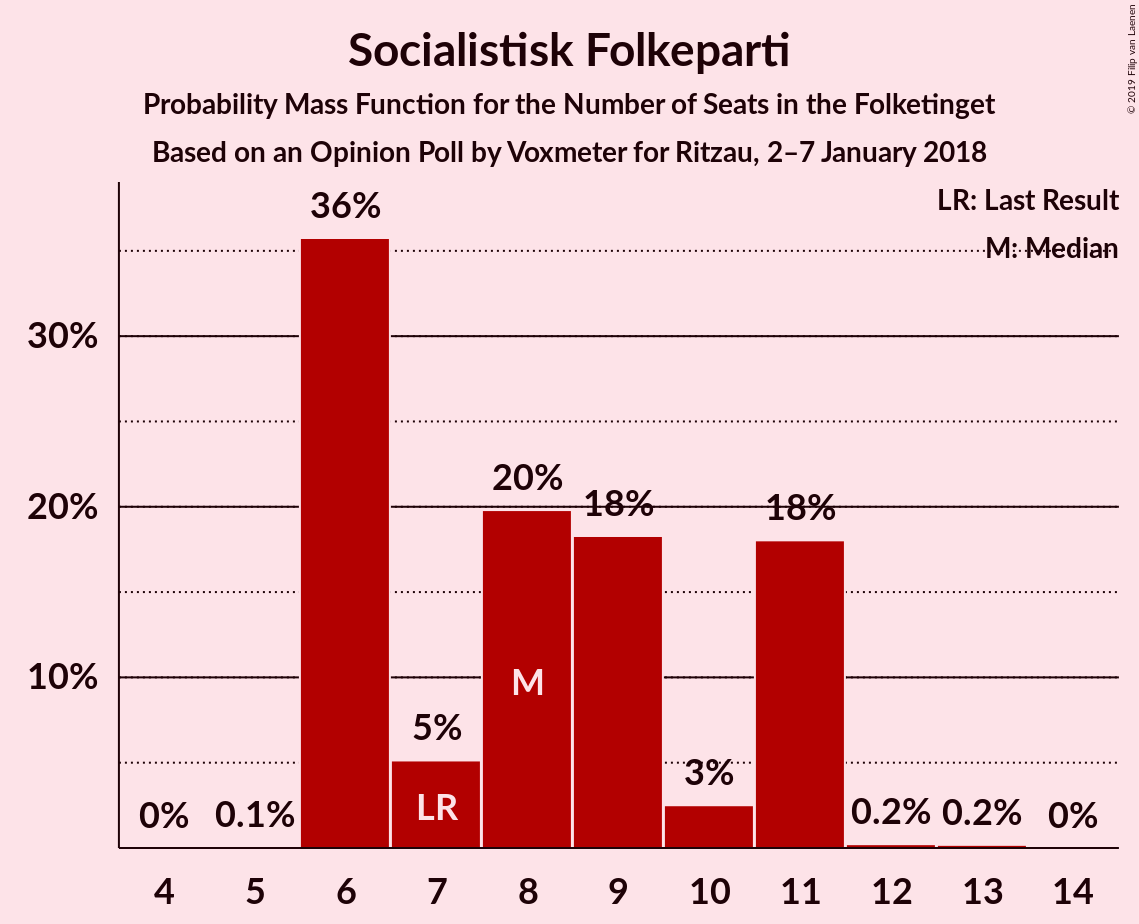 Socialistisk Folkeparti
Probability Mass Function for the Number of Seats in the Folketinget
Based on an Opinion Poll by Voxmeter for Ritzau, 2–7 January 2018
© 2019 Filip van Laenen
LR: Last Result
M: Median
36%
30%
20%
18%
18%
20%
M
10%
5%
3%
LR
0%
0.1%
0.2%
0.2%
0%
4 5 6 7 8 9 10 11 12 13 14